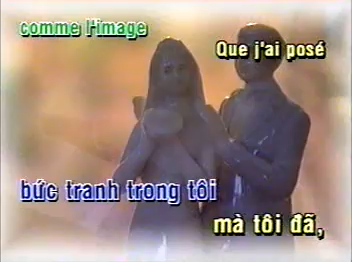 comme l'image
Que j'ai posé
bức tranh trong tôi
mà tôi đã,